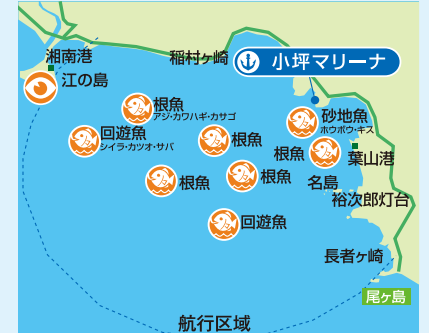 湘南港
稲村ヶ崎
小坪マリーナ
江の島
根魚
アジ・カワハギ・カサゴ
砂地魚
ホウボウ・キス
回遊魚
シイラ・カツオ・サバ
根魚
根魚
葉山港
根魚
根魚
名島
裕次郎灯台
回遊魚
長者ヶ崎
尾ヶ島
航行区域